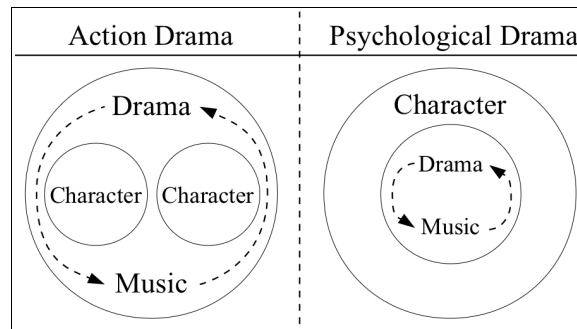 Action Drama
Psychological Drama
Drama
Character Character
Music
Character
Drama
Music